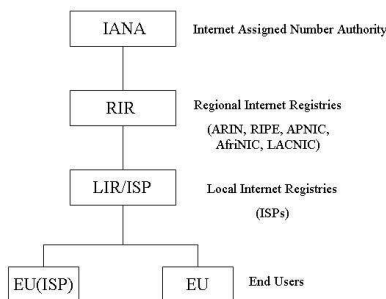 IANA Internet Assigned Number Authority
RIR Regional Internet Registries
(ARIN, RIPE, APNIC,
AfriNIC, LACNIC)
LIR/ISP Local Internet Registries
(ISPs)
EU(ISP) EU End Users